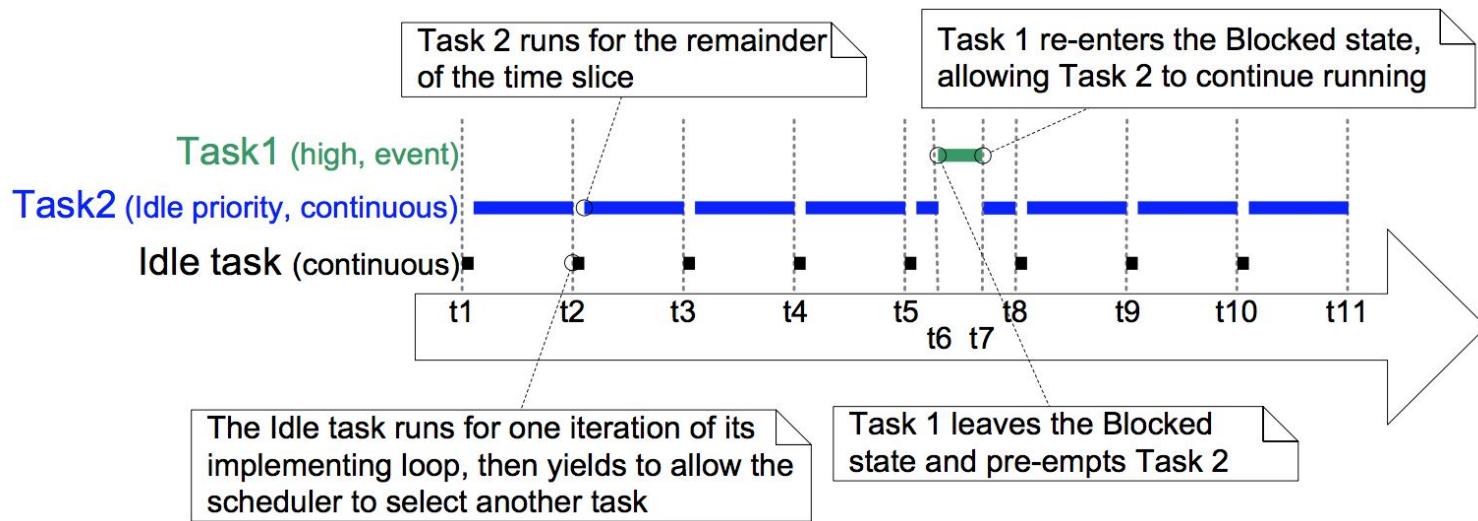 Task 2 runs for the remainder
of the time slice
Task 1 re-enters the Blocked state,
allowing Task 2 to continue running
Task1 (high, event)
Task2 (Idle priority, continuous)
Idle task (continuous)
t1 t2 t3 t4 t5 t8 t9 t10 t11
t6 t7
The Idle task runs for one iteration of its
implementing loop, then yields to allow the
scheduler to select another task
Task 1 leaves the Blocked
state and pre-empts Task 2